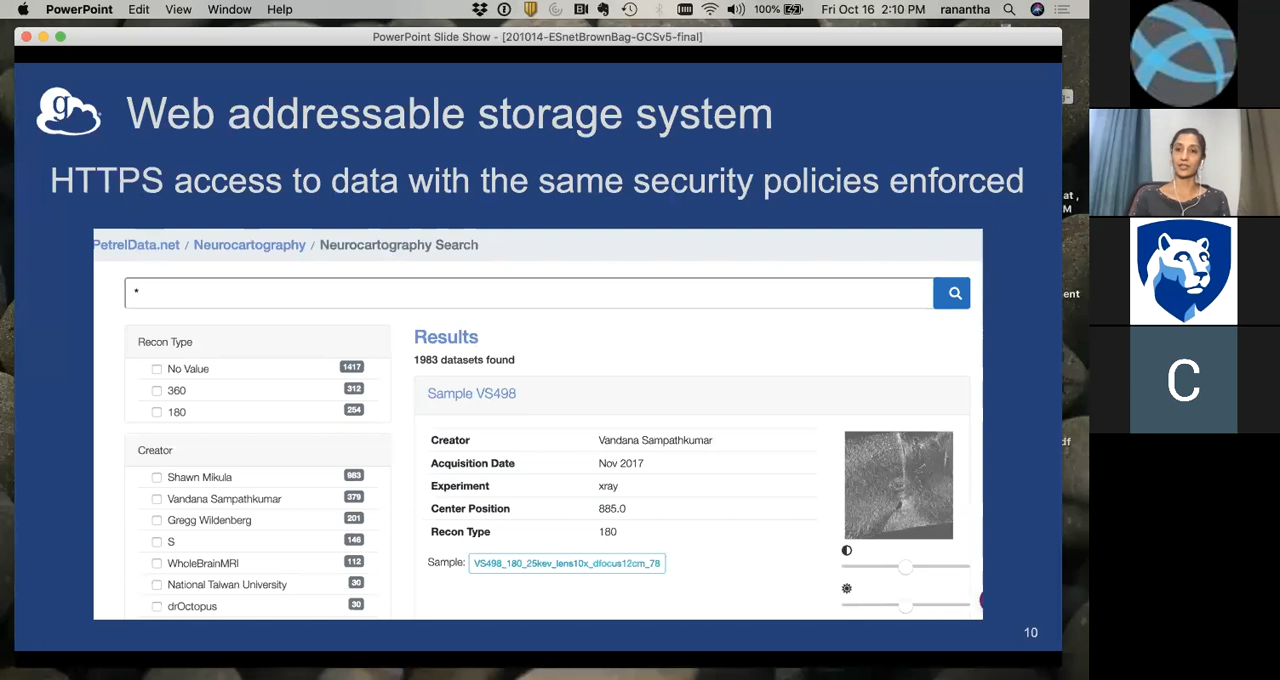 PowerPoint Edit View Window Help 100% Fri Oct 16 2:10 PM ranantha
PowerPoint Slide Show - [201014-ESnetBrownBag-GCSv5-final]
g Web addressable storage system
HTTPS access to data with the same security policies enforced
PetrelData.net / Neurocartography / Neurocartography Search
*
Recon Type
No Value 1417
360 312
180 254
Creator
Shawn Mikula 983
Vandana Sampathkumar 379
Gregg Wildenberg 201
S 146
WholeBrainMRI 112
National Taiwan University 30
drOctopus 30
Results
1983 datasets found
Sample VS498
Creator Vandana Sampathkumar
Acquisition Date Nov 2017
Experiment xray
Center Position 885.0
Recon Type 180
Sample: VS498_180_25kev_lens10x_dfocus12cm_78
10
at ,
M
ent
df
C